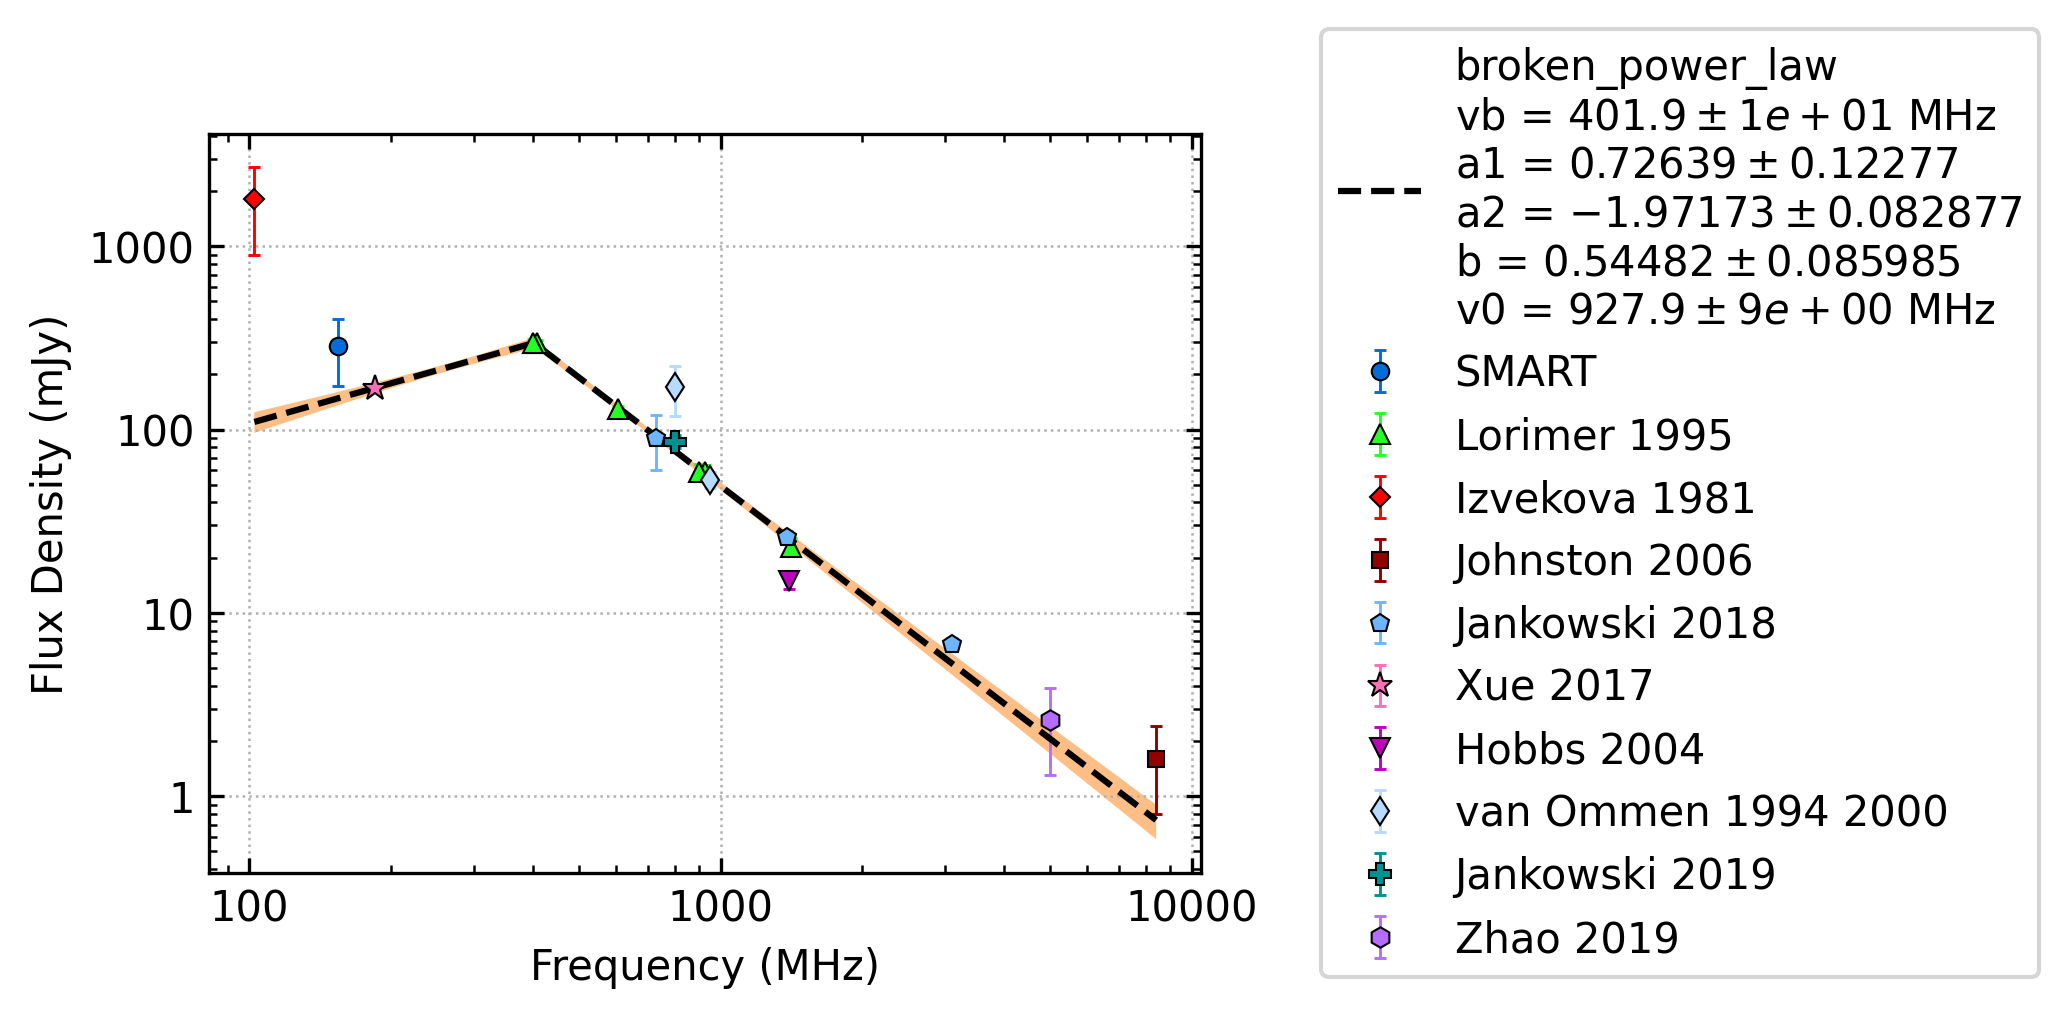 broken_power_law
vb = 401.9 ± 1e + 01 MHz
a1 = 0.72639 ± 0.12277
a2 = −1.97173 ± 0.082877
b = 0.54482 ± 0.085985
v0 = 927.9 ± 9e + 00 MHz
SMART
Lorimer 1995
Izvekova 1981
Johnston 2006
Jankowski 2018
Xue 2017
Hobbs 2004
van Ommen 1994 2000
Jankowski 2019
Zhao 2019
Flux Density (mJy)
1000
100
10
1
100
1000
10000
Frequency (MHz)